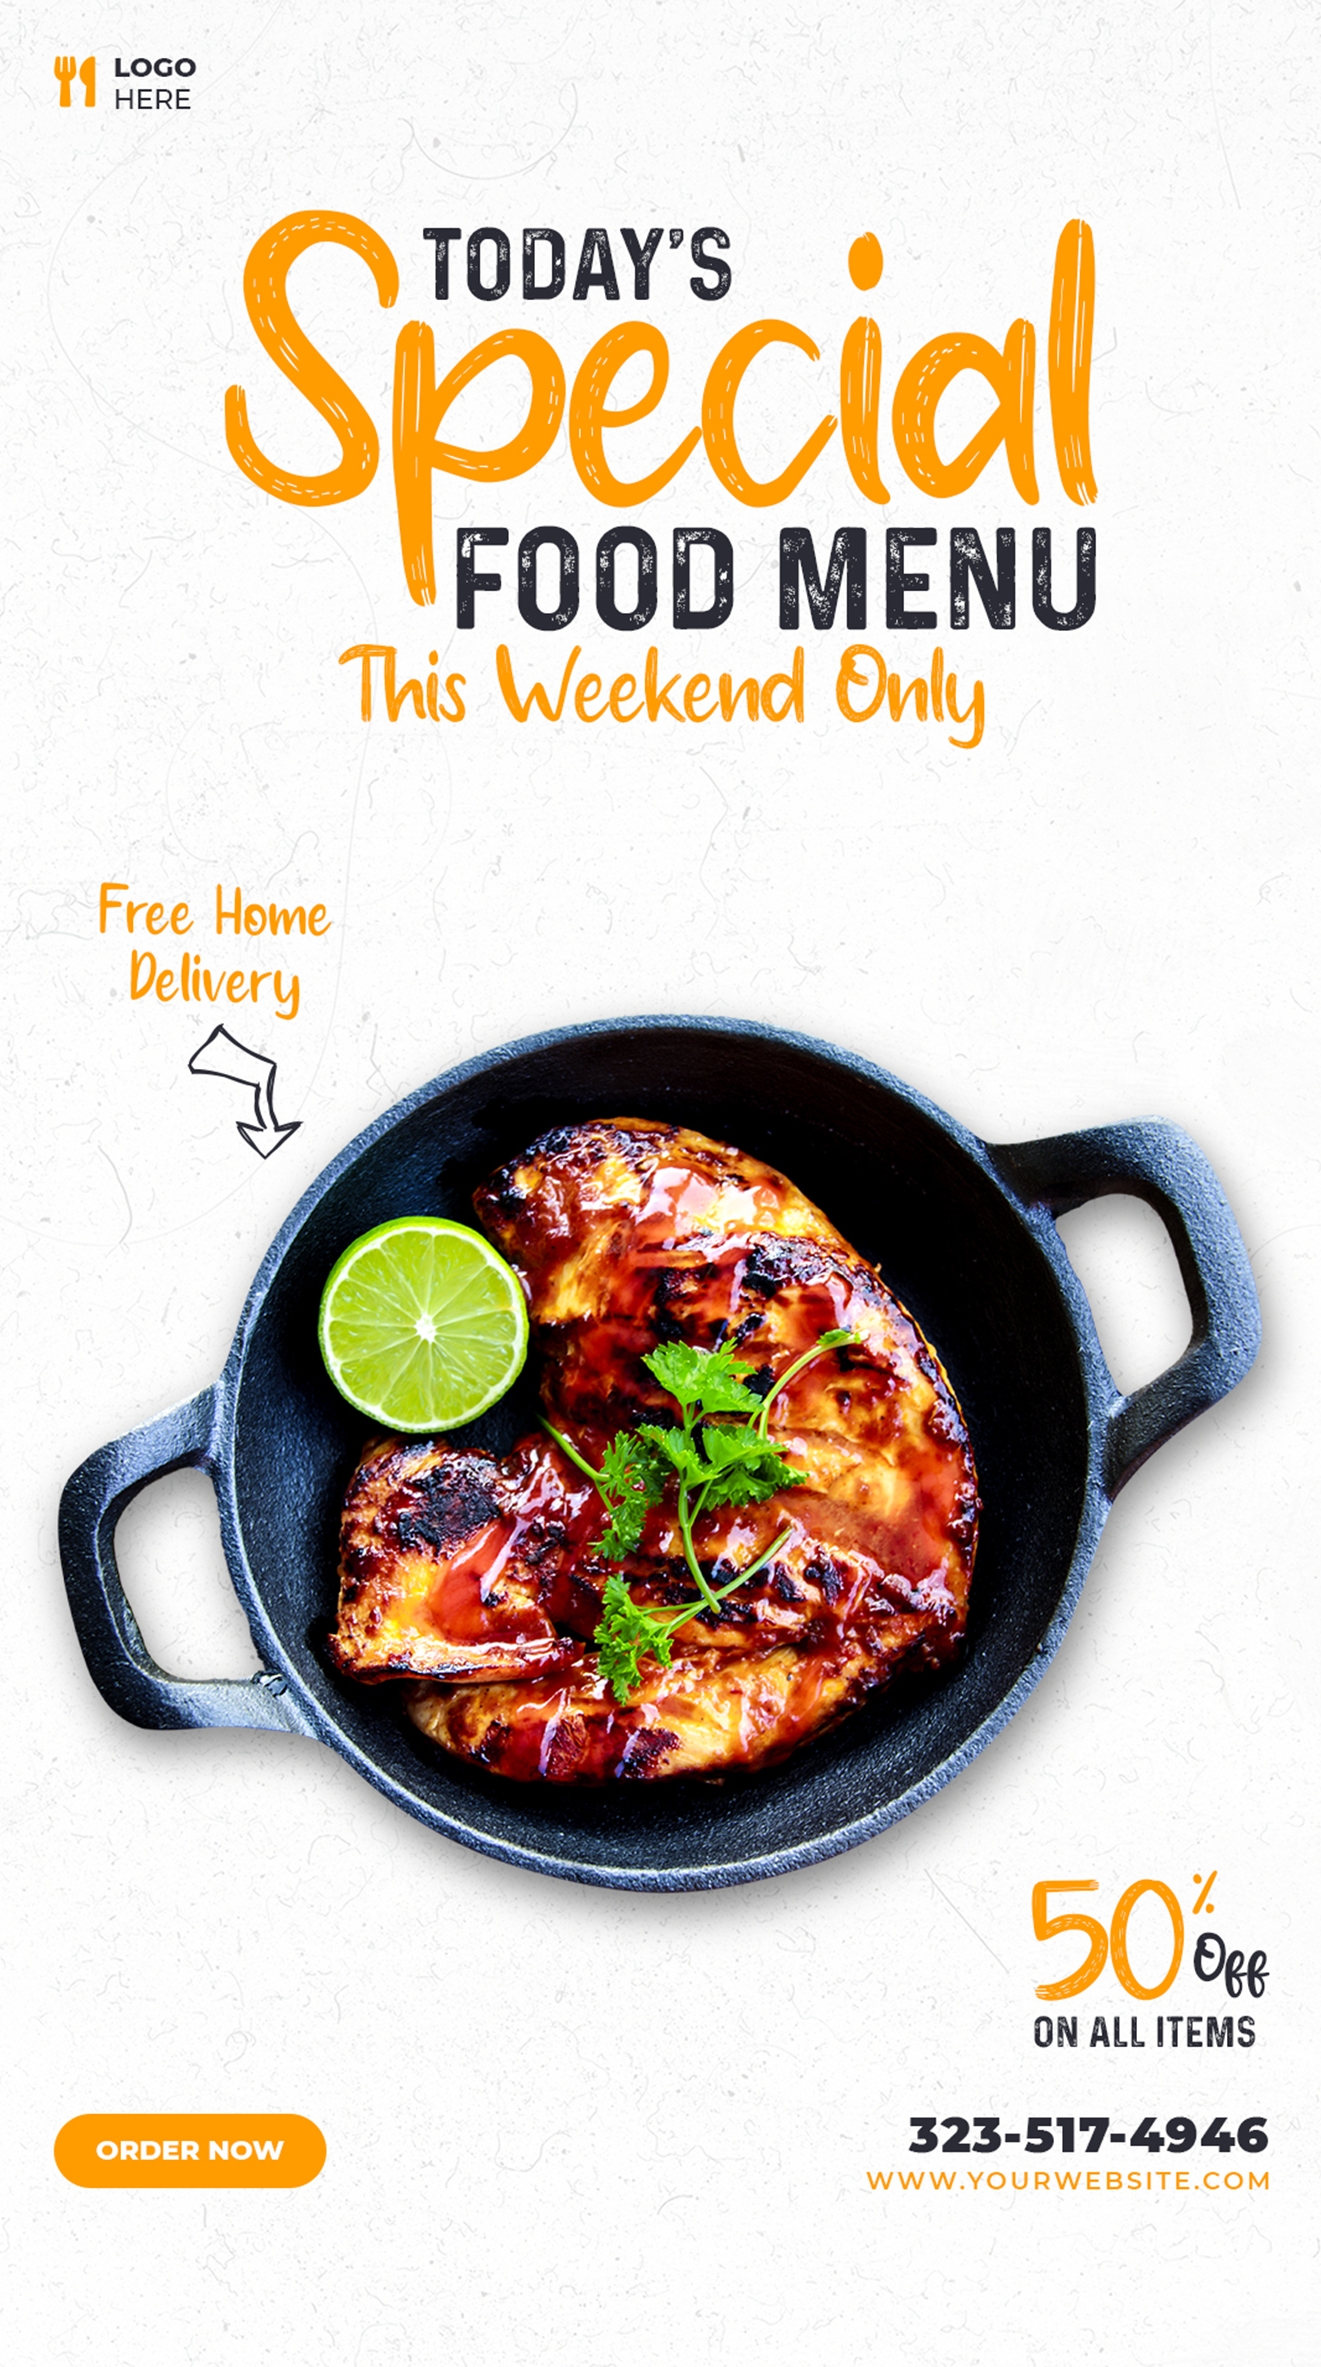 LOGO
HERE
TODAY'S
Special
FOOD MENU
This Weekend Only
Free Home
Delivery
50% Off
ON ALL ITEMS
ORDER NOW
323-517-4946
WWW.YOURWEBSITE.COM